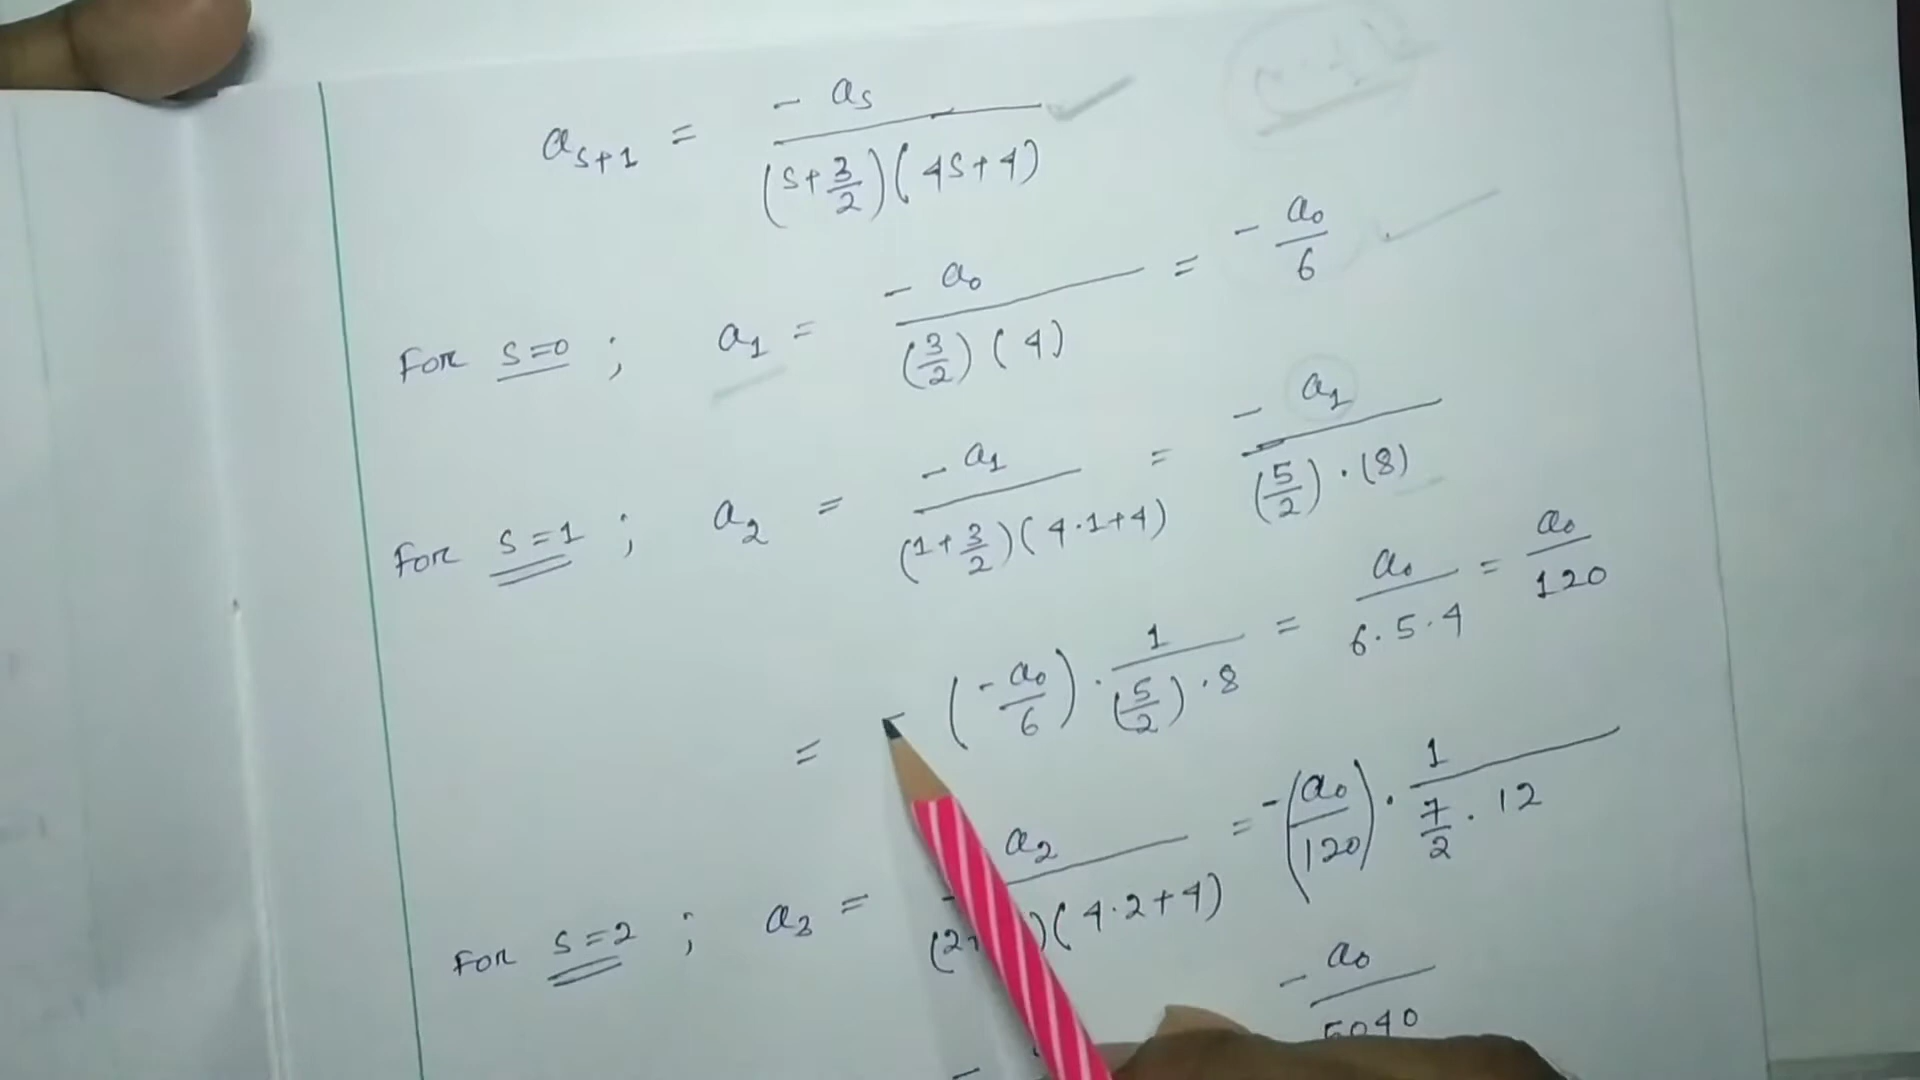 a_{s+1} = -a_s / (s+3/2)(4s+4)
For s=0 ; a_1 = -a_0 / (3/2)(4) = -a_0/6
For s=1 ; a_2 = -a_1 / (1+3/2)(4·1+4) = -a_1 / (5/2)·(8)
= -(-a_0/6) · 1/(5/2)·8 = a_0/6·5·4 = a_0/120
For s=2 ; a_3 = -a_2 / (2+ )(4·2+4) = -(a_0/120) · 1/(7/2 · 12)
-a_0/5040